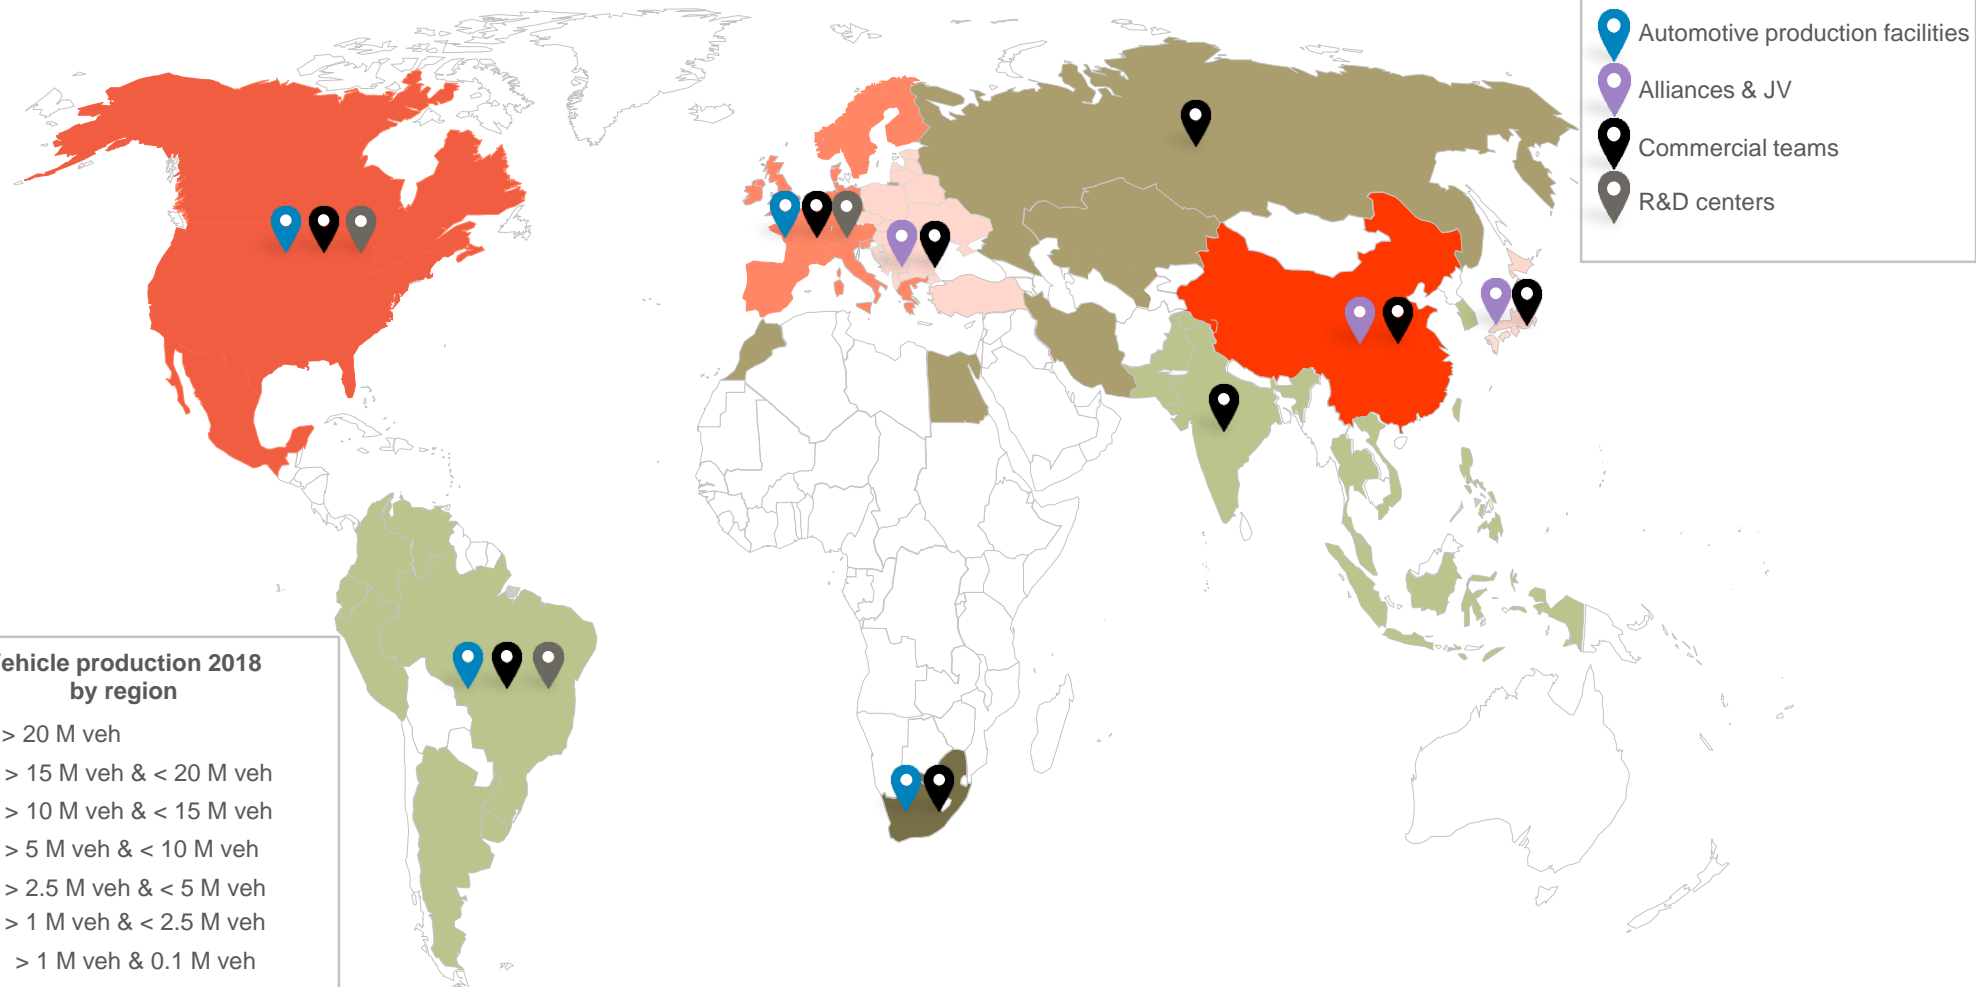 Automotive production facilities
Alliances & JV
Commercial teams
R&D centers
production 2018
by region
> 20 M veh
> 15 M veh & < 20 M veh
> 10 M veh & < 15 M veh
> 5 M veh & < 10 M veh
> 2.5 M veh & < 5 M veh
> 1 M veh & < 2.5 M veh
> 1 M veh & 0.1 M veh